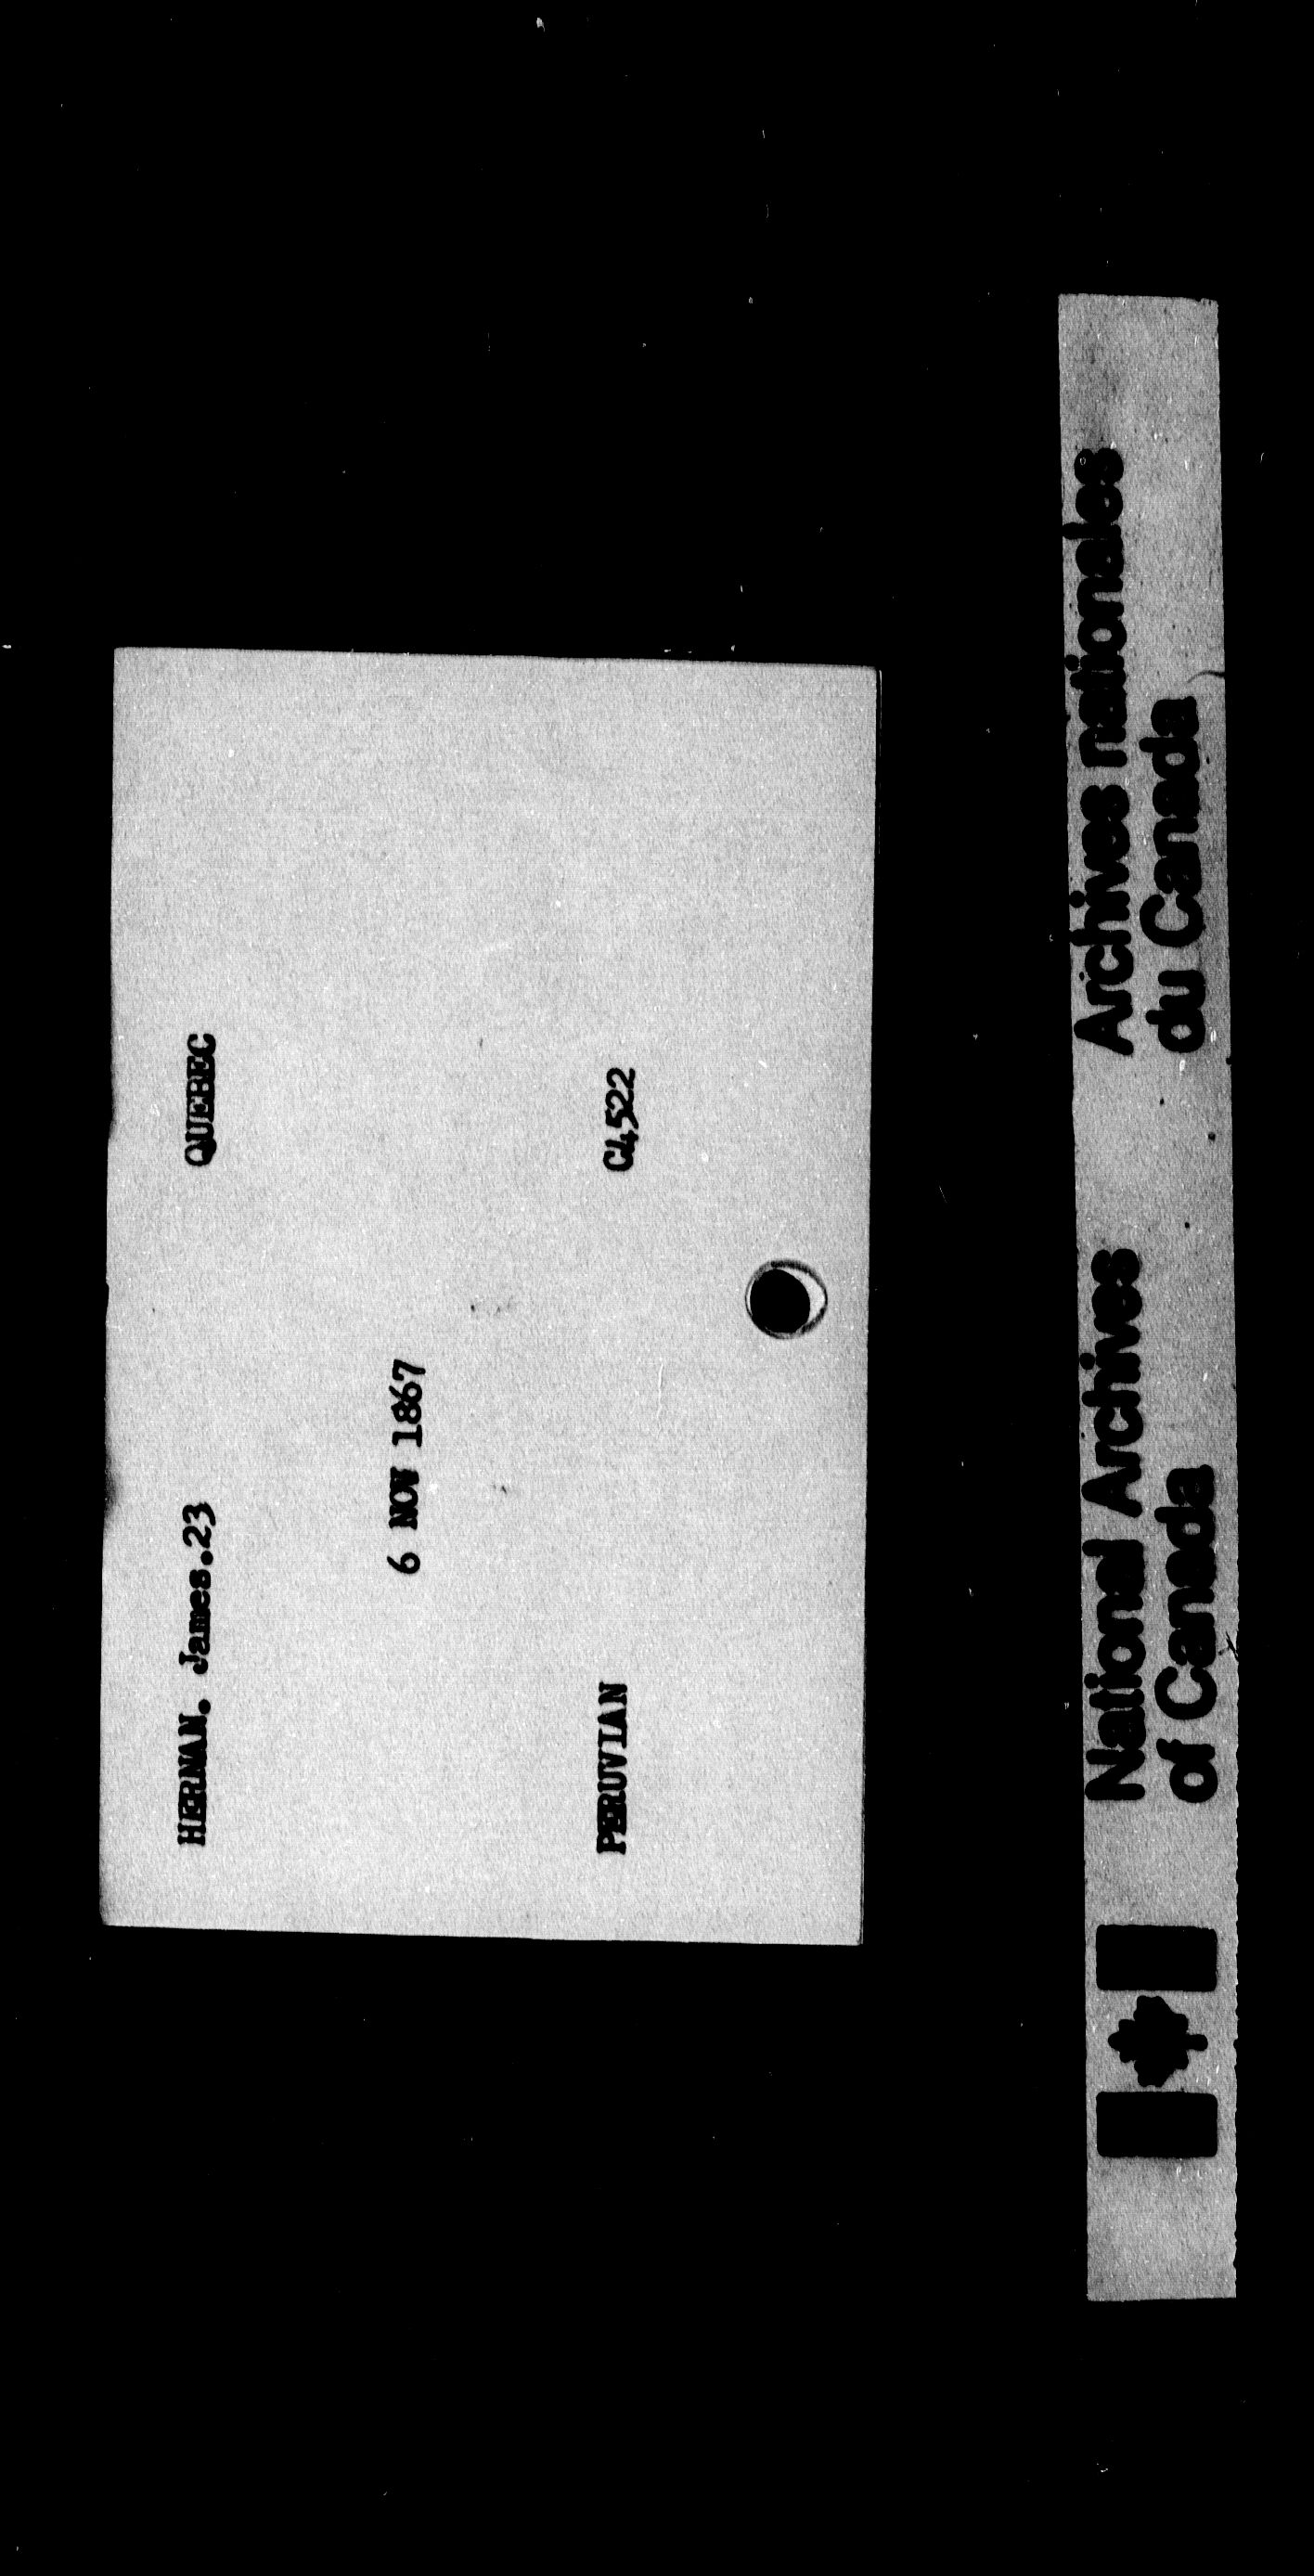 HERNAN. James.23 QUEBEC
6 NOV 1867
PERUVIAN C4522
National Archives
of Canada
Archives nationales
du Canada